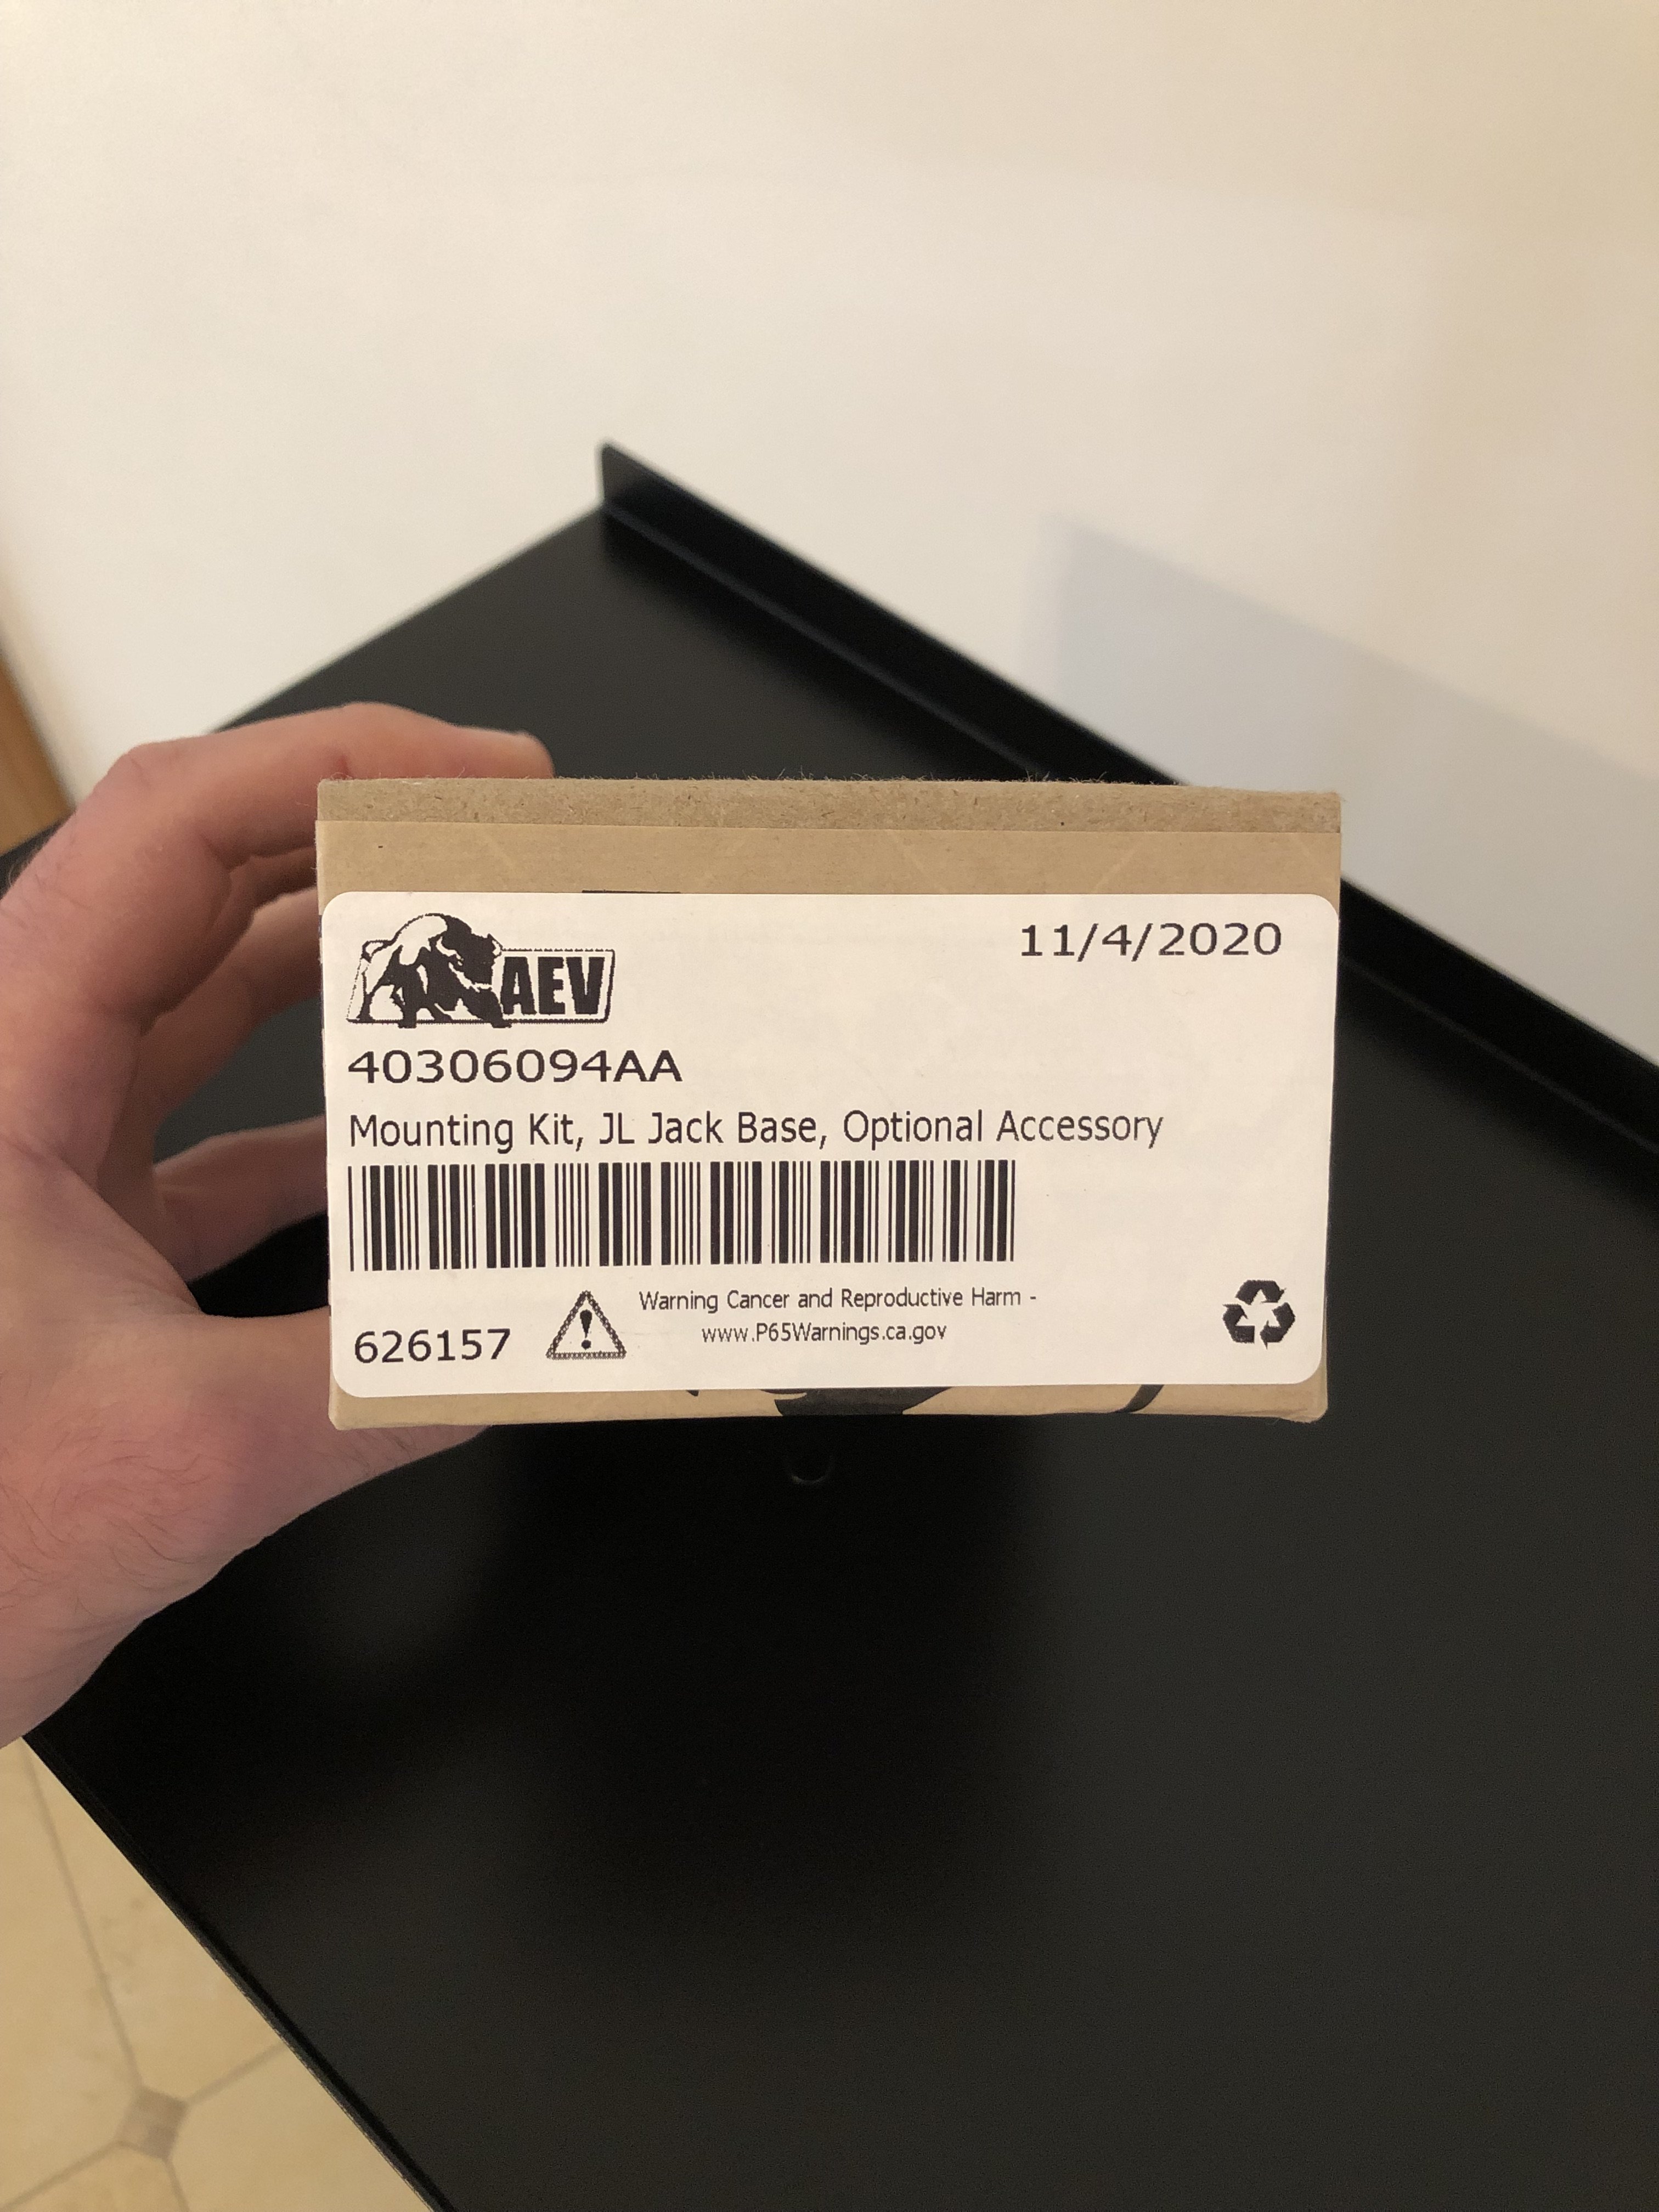 AEV
11/4/2020
40306094AA
Mounting Kit, JL Jack Base, Optional Accessory
626157
Warning Cancer and Reproductive Harm -
www.P65Warnings.ca.gov